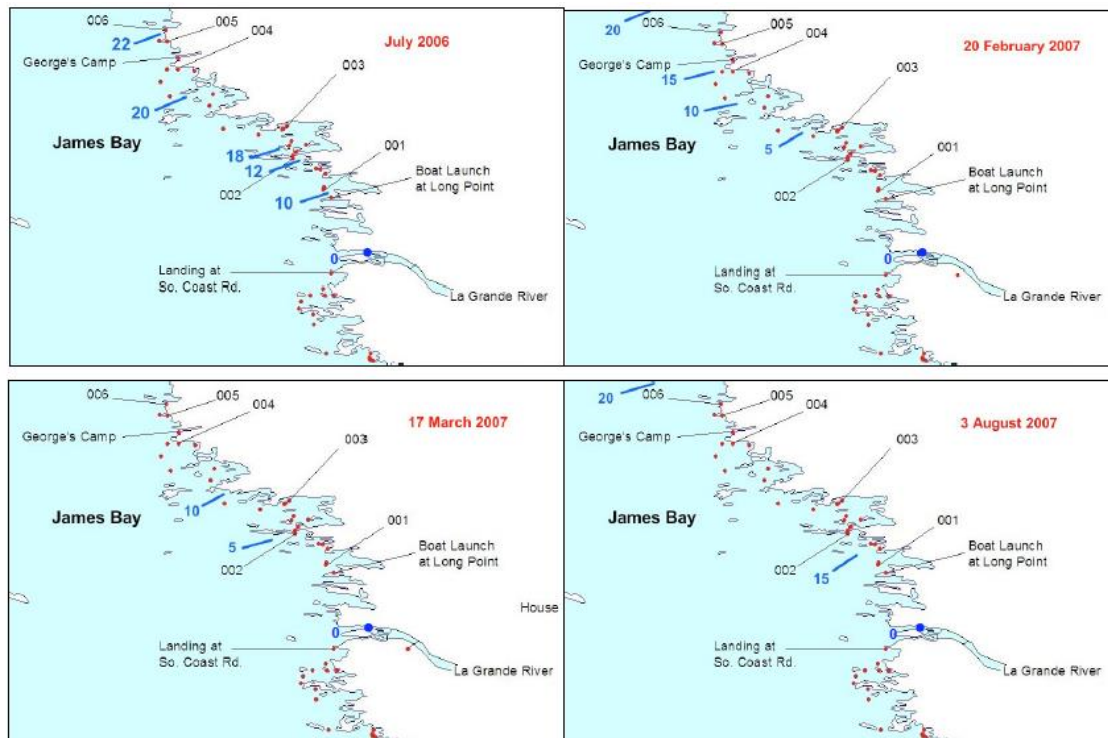 006
005
004
22
July 2006
George's Camp
003
20
James Bay
18
12
001
002
Boat Launch
at Long Point
10
0
Landing at
So. Coast Rd.
La Grande River
20
006
005
004
20 February 2007
George's Camp
003
15
10
James Bay
5
001
002
Boat Launch
at Long Point
0
Landing at
So. Coast Rd.
La Grande River
006
005
004
17 March 2007
George's Camp
003
10
James Bay
5
001
002
Boat Launch
at Long Point
House
0
Landing at
So. Coast Rd.
La Grande River
20
006
005
004
3 August 2007
George's Camp
003
James Bay
001
002
15
Boat Launch
at Long Point
0
Landing at
So. Coast Rd.
La Grande River